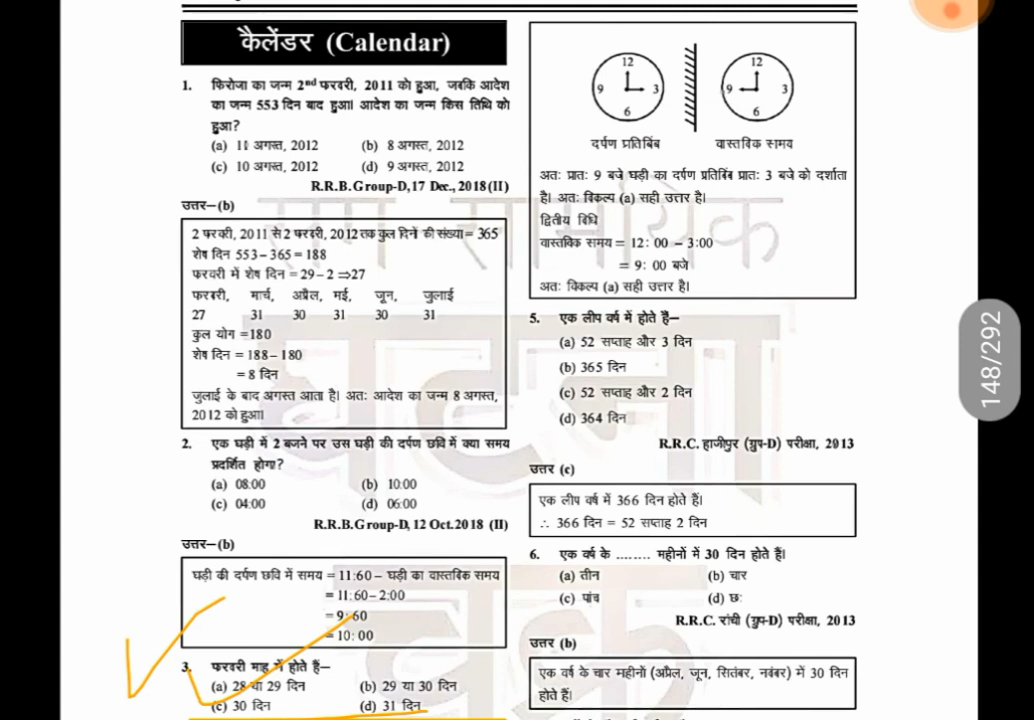 कैलेंडर (Calendar)
1. फिरोजा का जन्म 2nd फरवरी, 2011 को हुआ, जबकि आदेश
का जन्म 553 दिन बाद हुआ। आदेश का जन्म किस तिथि को
हुआ?
(a) 11 अगस्त, 2012 (b) 8 अगस्त, 2012
(c) 10 अगस्त, 2012 (d) 9 अगस्त, 2012
R.R.B. Group-D, 17 Dec., 2018 (II)
उत्तर–(b)
2 फरवरी, 2011 से 2 फरवरी, 2012 तक कुल दिनों की संख्या = 365
शेष दिन 553 – 365 = 188
फरवरी में शेष दिन = 29 – 2 ⇒ 27
फरवरी, मार्च, अप्रैल, मई, जून, जुलाई
27 31 30 31 30 31
कुल योग = 180
शेष दिन = 188 – 180
= 8 दिन
जुलाई के बाद अगस्त आता है। अतः आदेश का जन्म 8 अगस्त,
2012 को हुआ।
2. एक घड़ी में 2 बजने पर उस घड़ी की दर्पण छवि में क्या समय
प्रदर्शित होगा?
(a) 08:00 (b) 10:00
(c) 04:00 (d) 06:00
R.R.B. Group-D, 12 Oct. 2018 (II)
उत्तर–(b)
घड़ी की दर्पण छवि में समय = 11:60 – घड़ी का वास्तविक समय
= 11:60 – 2:00
= 9:60
= 10:00
3. फरवरी माह में होते हैं–
(a) 28 या 29 दिन (b) 29 या 30 दिन
(c) 30 दिन (d) 31 दिन
12 12
9 3 9 3
6 6
दर्पण प्रतिबिंब वास्तविक समय
अतः प्रातः 9 बजे घड़ी का दर्पण प्रतिबिंब प्रातः 3 बजे को दर्शाता
है। अतः विकल्प (a) सही उत्तर है।
द्वितीय विधि
वास्तविक समय = 12: 00 – 3:00
= 9: 00 बजे
अतः विकल्प (a) सही उत्तर है।
5. एक लीप वर्ष में होते हैं–
(a) 52 सप्ताह और 3 दिन
(b) 365 दिन
(c) 52 सप्ताह और 2 दिन
(d) 364 दिन
R.R.C. हाजीपुर (ग्रुप-D) परीक्षा, 2013
उत्तर (c)
एक लीप वर्ष में 366 दिन होते हैं।
∴ 366 दिन = 52 सप्ताह 2 दिन
6. एक वर्ष के ........ महीनों में 30 दिन होते हैं।
(a) तीन (b) चार
(c) पांच (d) छः
R.R.C. रांची (ग्रुप-D) परीक्षा, 2013
उत्तर (b)
एक वर्ष के चार महीनों (अप्रैल, जून, सितंबर, नवंबर) में 30 दिन
होते हैं।
148/292